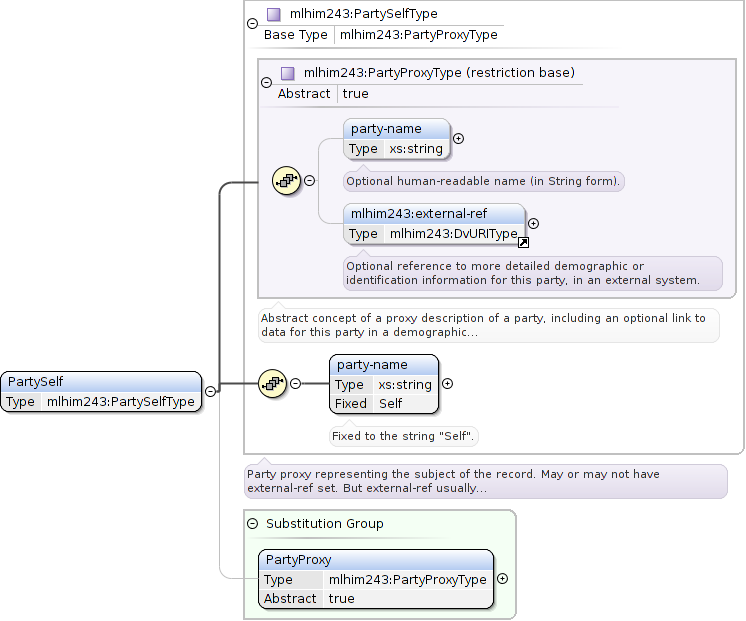 mlhim243:PartySelfType
Base Type mlhim243:PartyProxyType
mlhim243:PartyProxyType (restriction base)
Abstract true
party-name
Type xs:string
Optional human-readable name (in String form).
mlhim243:external-ref
Type mlhim243:DvURIType
Optional reference to more detailed demographic or
identification information for this party, in an external system.
Abstract concept of a proxy description of a party, including an optional link to
data for this party in a demographic...
PartySelf
Type mlhim243:PartySelfType
party-name
Type xs:string
Fixed Self
Fixed to the string "Self".
Party proxy representing the subject of the record. May or may not have
external-ref set. But external-ref usually...
Substitution Group
PartyProxy
Type mlhim243:PartyProxyType
Abstract true